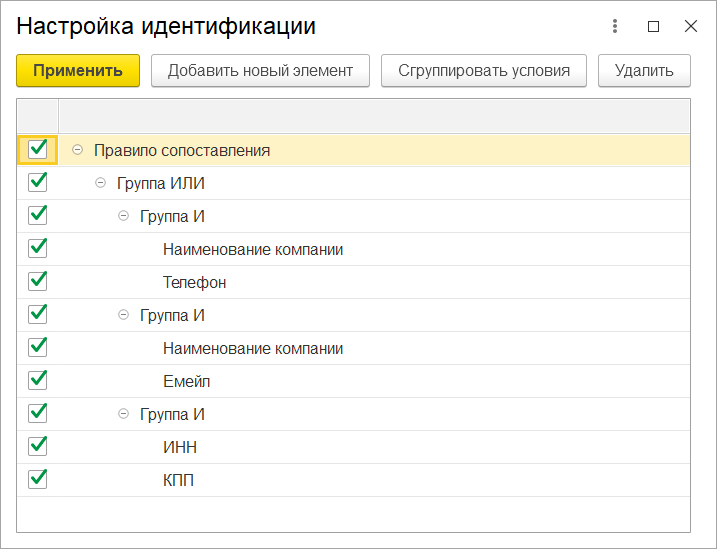 Настройка идентификации
Применить Добавить новый элемент Сгруппировать условия Удалить
Правило сопоставления
Группа ИЛИ
Группа И
Наименование компании
Телефон
Группа И
Наименование компании
Емейл
Группа И
ИНН
КПП